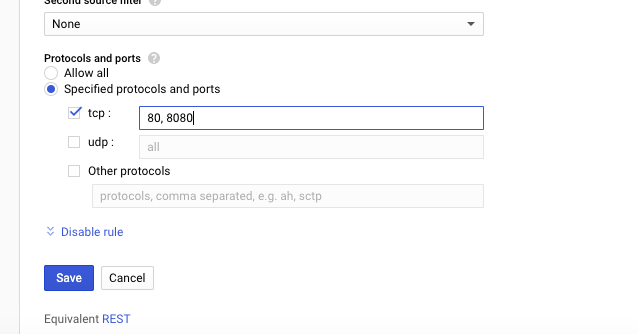 Second source filter ?
None
Protocols and ports ?
Allow all
Specified protocols and ports
tcp :
80, 8080
udp :
all
Other protocols
protocols, comma separated, e.g. ah, sctp
Disable rule
Save Cancel
Equivalent REST